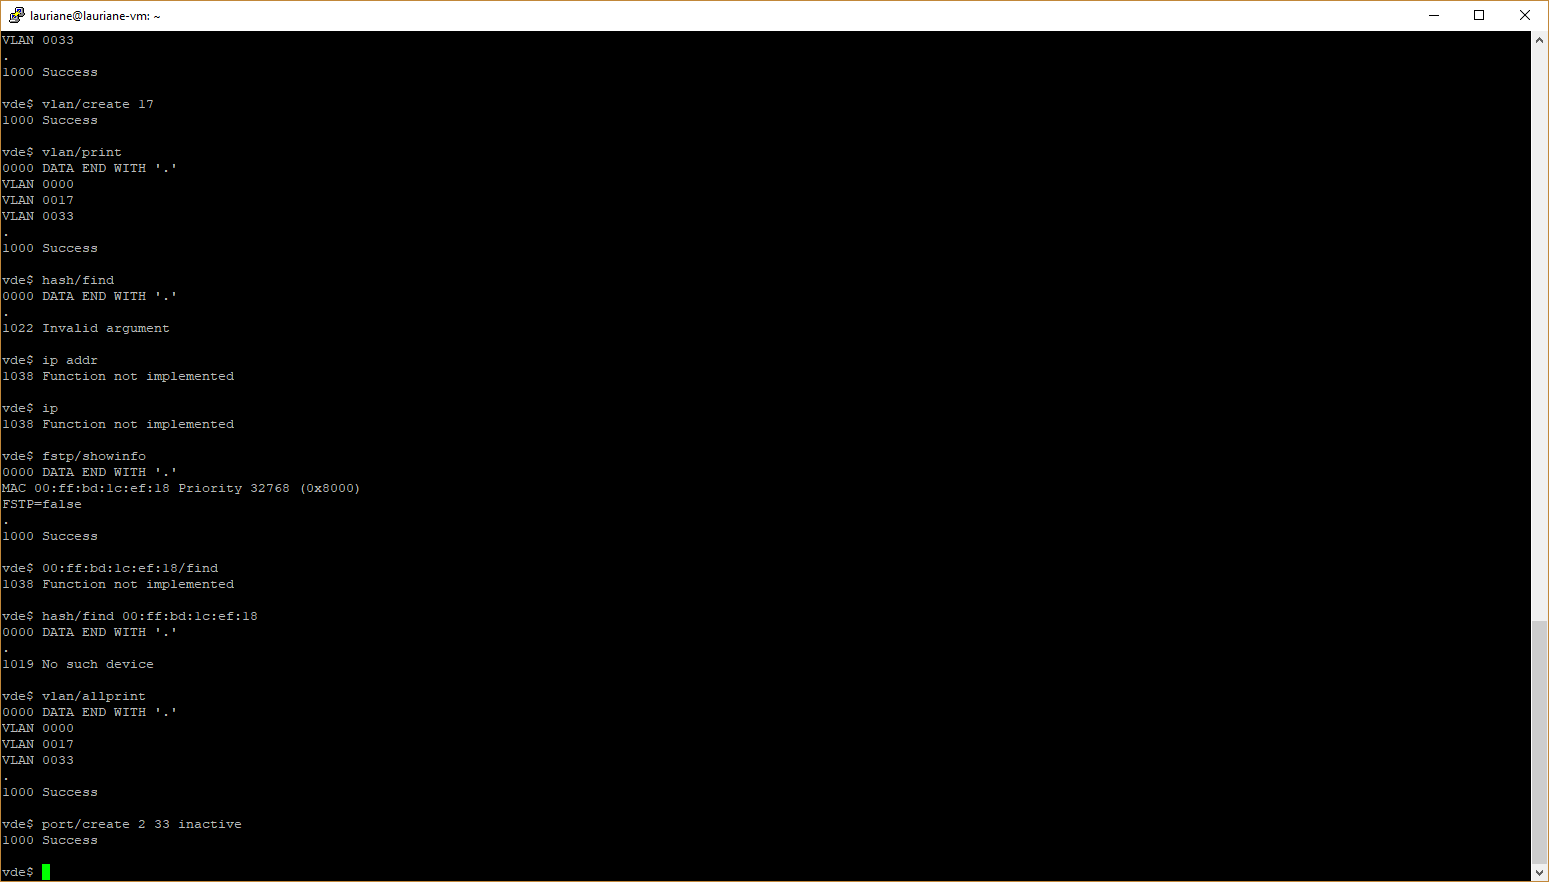 lauriane@lauriane-vm: ~
VLAN 0033
.
1000 Success
vde$ vlan/create 17
1000 Success
vde$ vlan/print
0000 DATA END WITH '.'
VLAN 0000
VLAN 0017
VLAN 0033
.
1000 Success
vde$ hash/find
0000 DATA END WITH '.'
.
1022 Invalid argument
vde$ ip addr
1038 Function not implemented
vde$ ip
1038 Function not implemented
vde$ fstp/showinfo
0000 DATA END WITH '.'
MAC 00:ff:bd:1c:ef:18 Priority 32768 (0x8000)
FSTP=false
.
1000 Success
vde$ 00:ff:bd:1c:ef:18/find
1038 Function not implemented
vde$ hash/find 00:ff:bd:1c:ef:18
0000 DATA END WITH '.'
.
1019 No such device
vde$ vlan/allprint
0000 DATA END WITH '.'
VLAN 0000
VLAN 0017
VLAN 0033
.
1000 Success
vde$ port/create 2 33 inactive
1000 Success
vde$